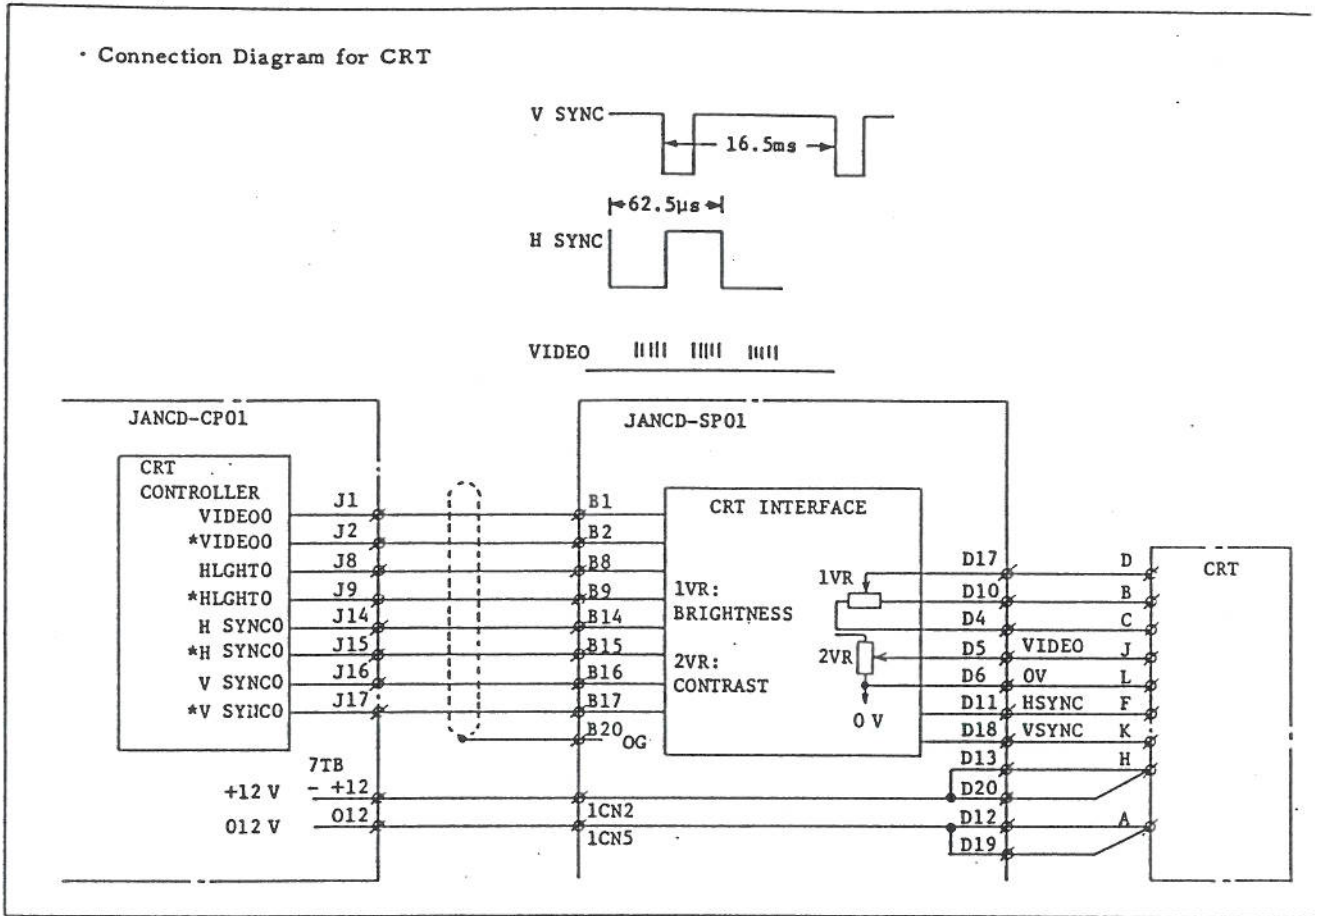 · Connection Diagram for CRT
V SYNC
16.5ms
62.5μs
H SYNC
VIDEO
JANCD-CP01
JANCD-SP01
CRT
CONTROLLER
VIDEO0
*VIDEO0
HLGHT0
*HLGHT0
H SYNC0
*H SYNC0
V SYNC0
*V SYNC0
J1
J2
J8
J9
J14
J15
J16
J17
B1
B2
B8
B9
B14
B15
B16
B17
B20
OG
CRT INTERFACE
1VR:
BRIGHTNESS
2VR:
CONTRAST
1VR
2VR
0 V
D17
D10
D4
D5
D6
D11
D18
D13
D20
D12
D19
VIDEO
0V
HSYNC
VSYNC
D
B
C
J
L
F
K
H
A
CRT
7TB
+12 V
- +12
1CN2
012 V
012
1CN5